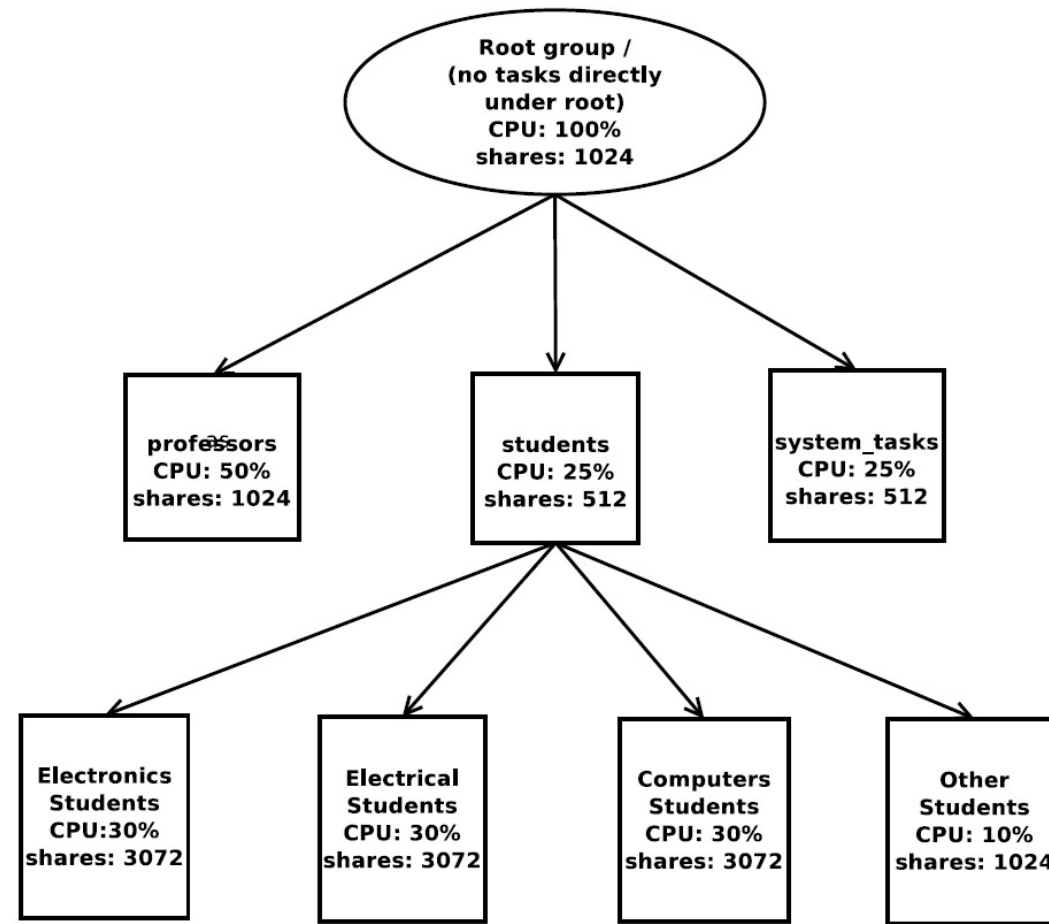 Root group /
(no tasks directly
under root)
CPU: 100%
shares: 1024
professors
as
CPU: 50%
shares: 1024
students
CPU: 25%
shares: 512
system_tasks
CPU: 25%
shares: 512
Electronics
Students
CPU:30%
shares: 3072
Electrical
Students
CPU: 30%
shares: 3072
Computers
Students
CPU: 30%
shares: 3072
Other
Students
CPU: 10%
shares: 1024